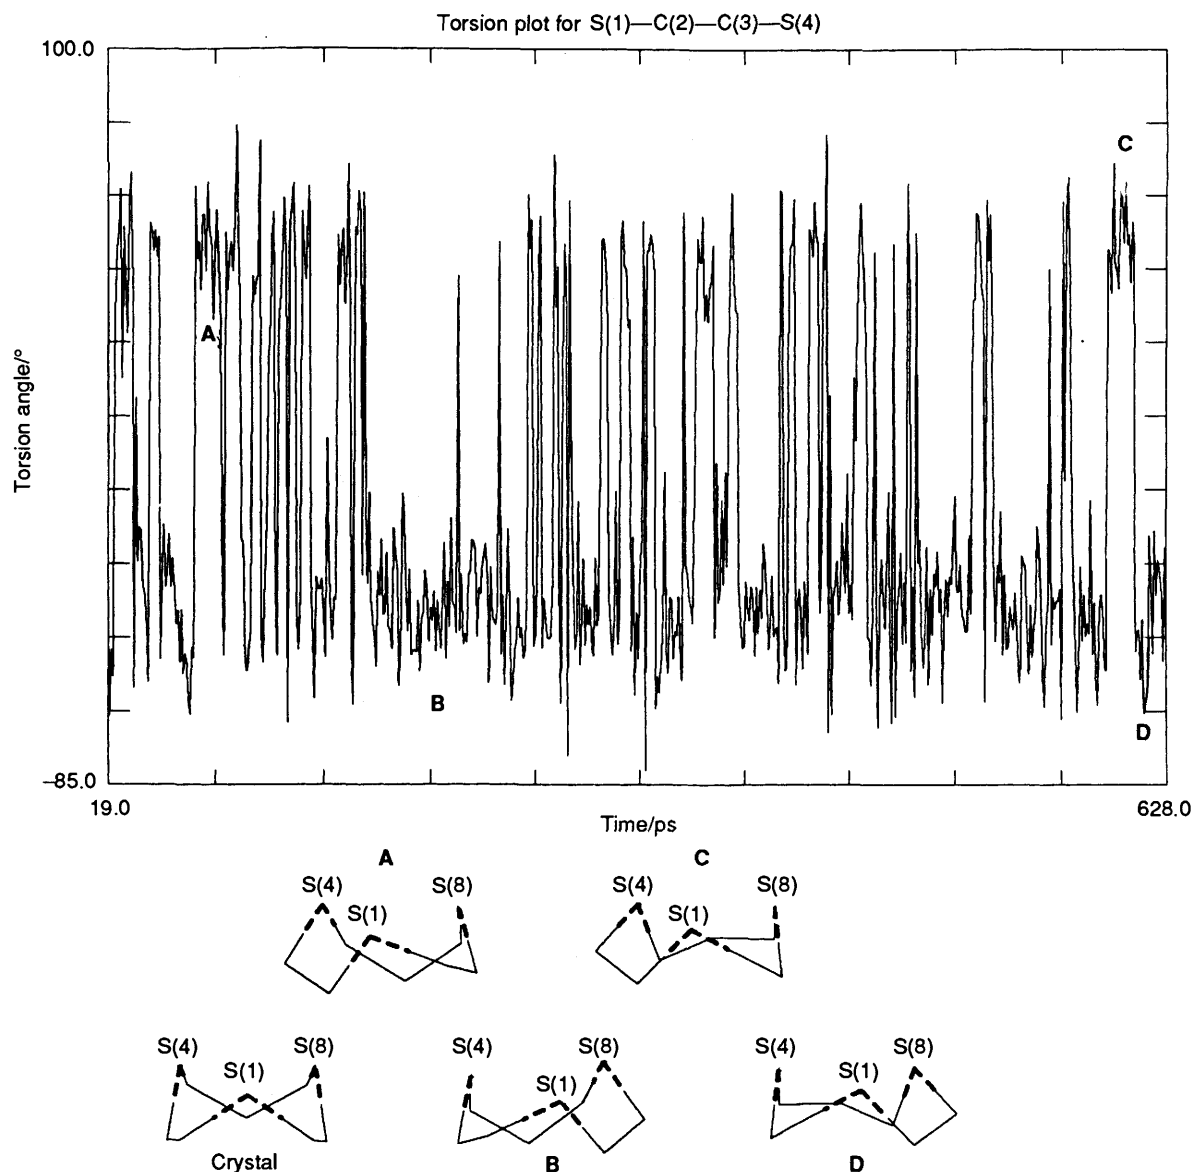 Torsion plot for S(1)—C(2)—C(3)—S(4)
100.0
C
A
Torsion angle/°
B
D
–85.0
19.0
628.0
Time/ps
A
C
S(4)
S(8)
S(1)
S(4)
S(8)
S(1)
S(4)
S(8)
S(1)
Crystal
S(4)
S(8)
S(1)
B
S(4)
S(8)
S(1)
D